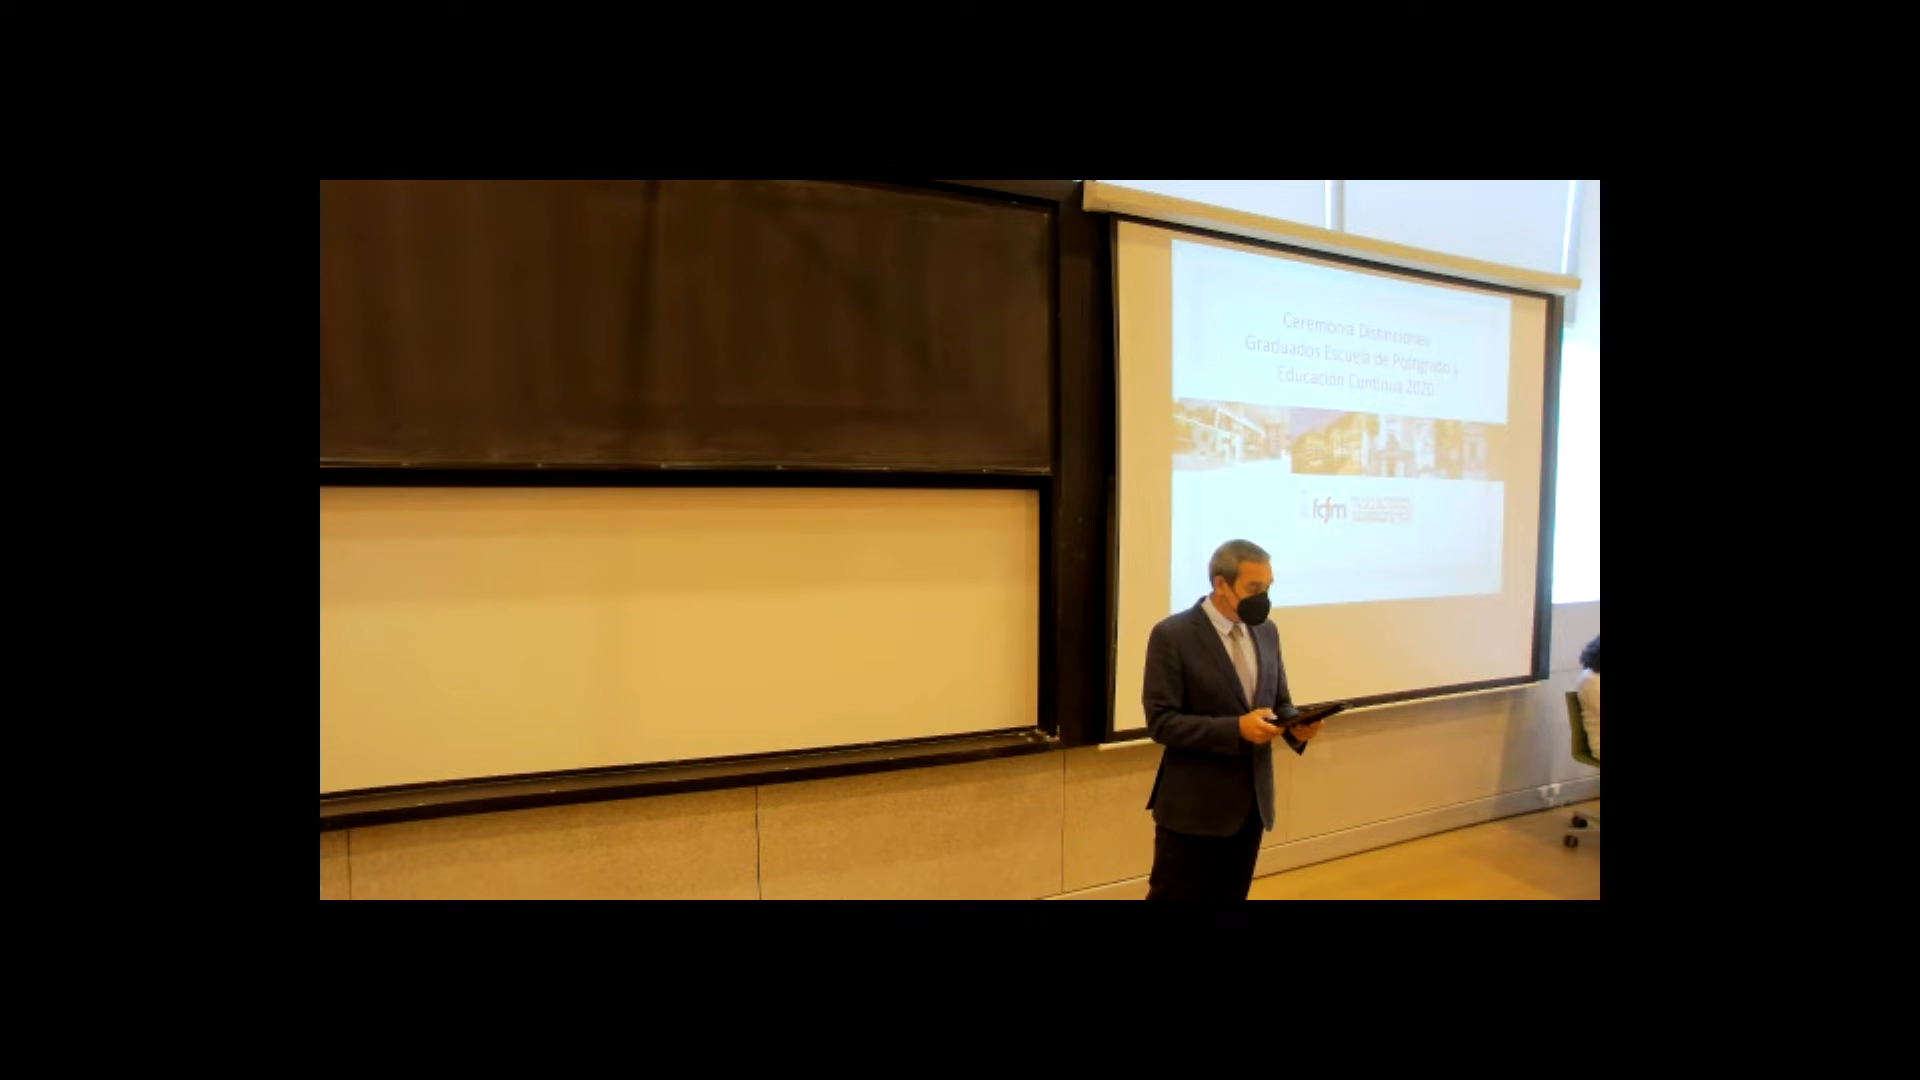 Ceremonia Distinciones
Graduados Escuela de Postgrado y
Educación Continua 2020
fcfm